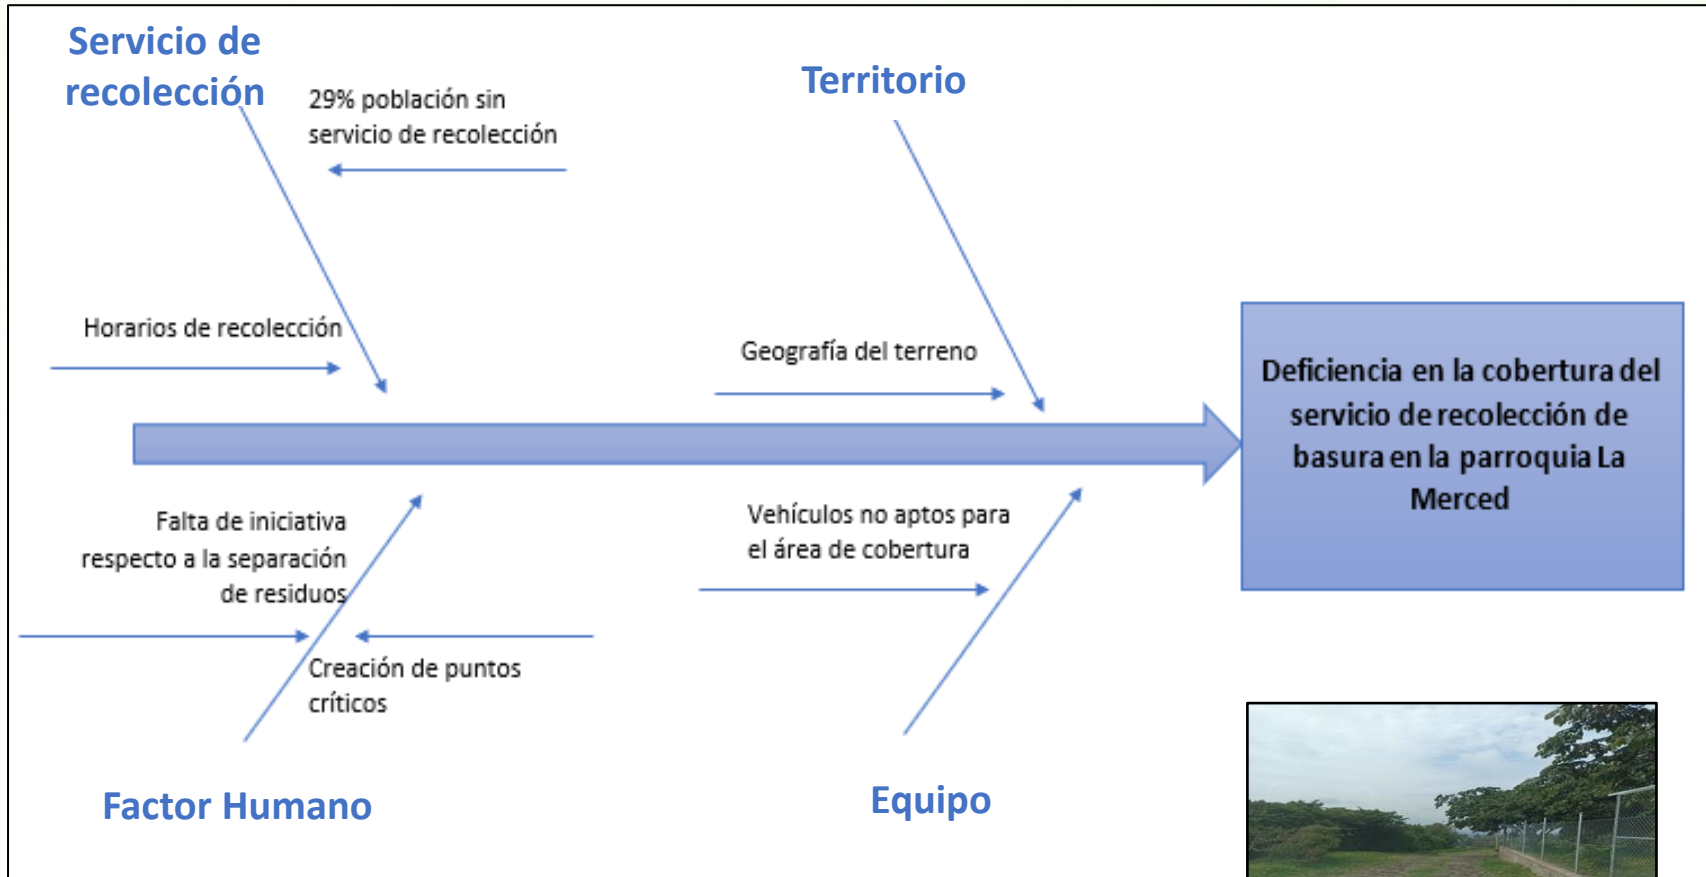 Servicio de
recolección
29% población sin
servicio de recolección
Horarios de recolección
Territorio
Geografía del terreno
Falta de iniciativa
respecto a la separación
de residuos
Creación de puntos
críticos
Factor Humano
Vehículos no aptos para
el área de cobertura
Equipo
Deficiencia en la cobertura del
servicio de recolección de
basura en la parroquia La
Merced